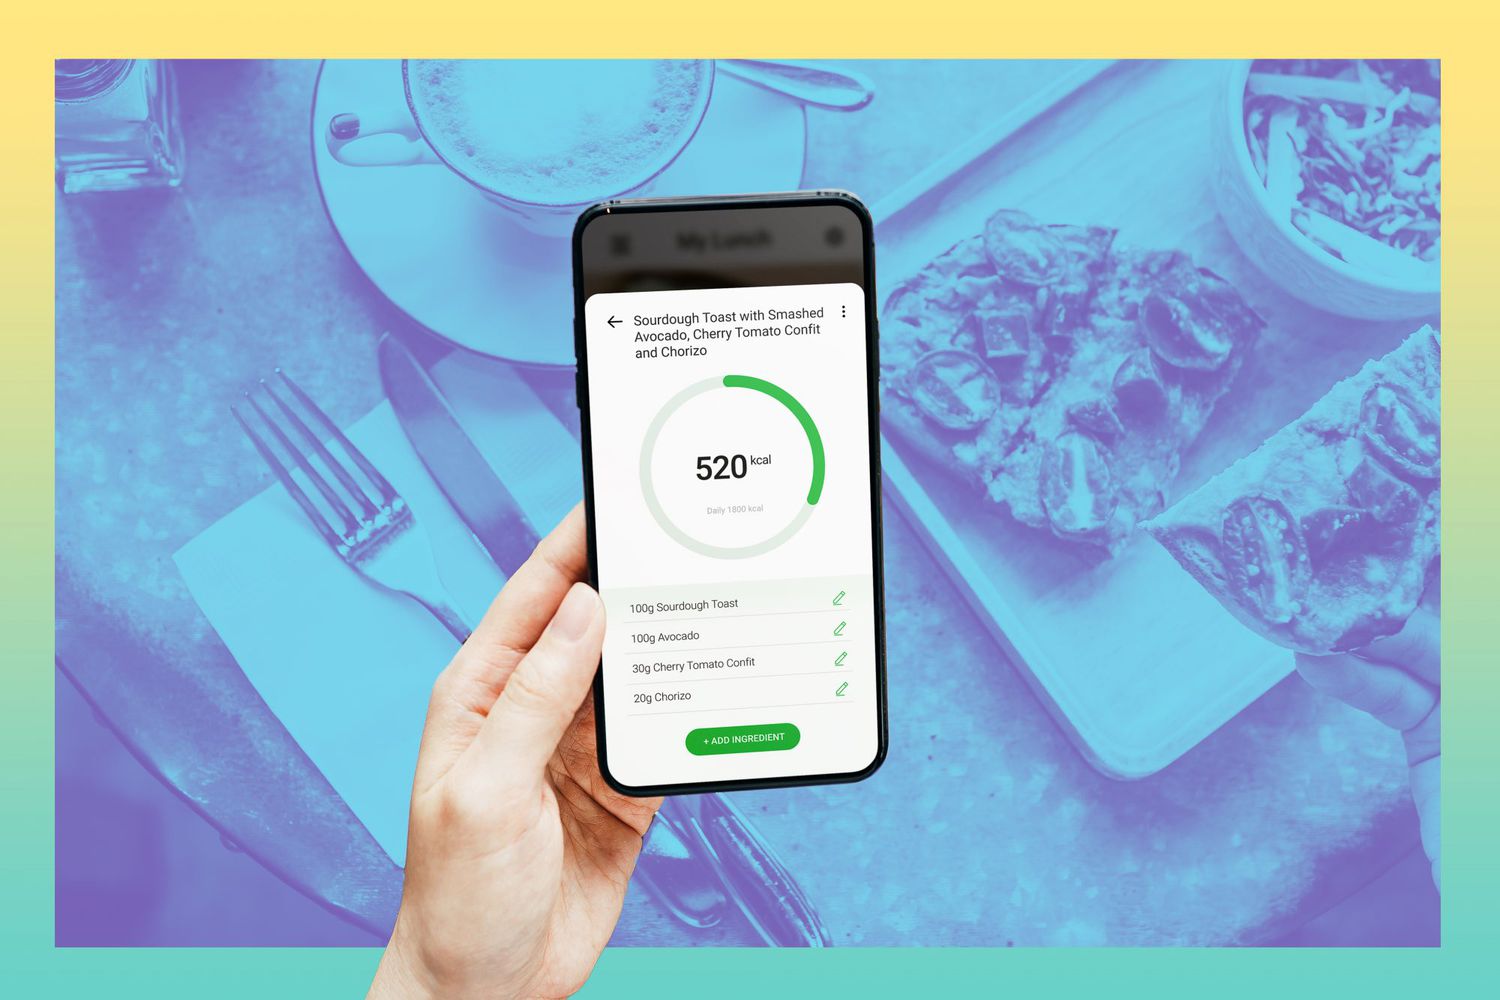 My Lunch
Sourdough Toast with Smashed
Avocado, Cherry Tomato Confit
and Chorizo
520 kcal
Daily 1800 kcal
100g Sourdough Toast
100g Avocado
30g Cherry Tomato Confit
20g Chorizo
+ ADD INGREDIENT